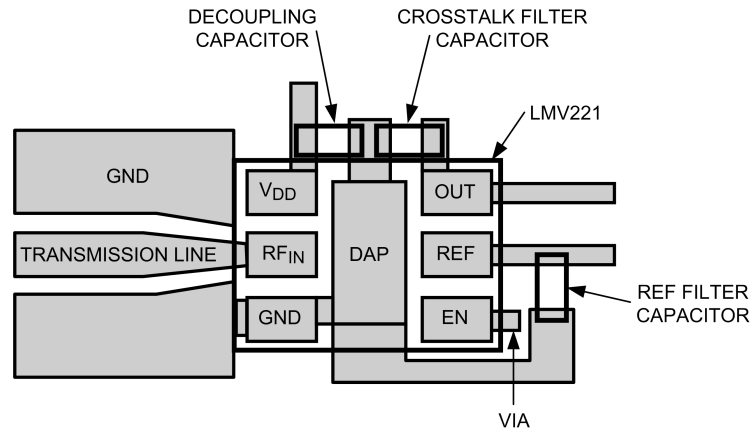 DECOUPLING
CAPACITOR
CROSSTALK FILTER
CAPACITOR
LMV221
GND
VDD
OUT
TRANSMISSION LINE
RFIN
DAP
REF
GND
EN
REF FILTER
CAPACITOR
VIA